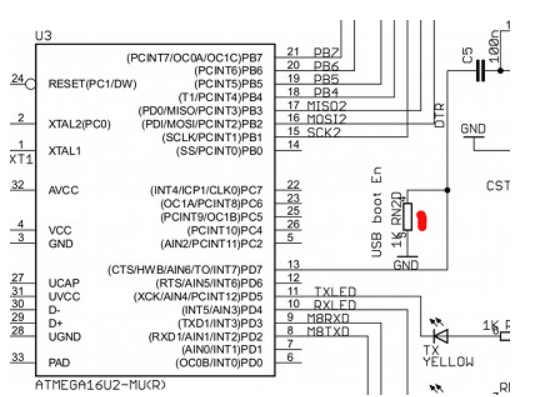 U3
(PCINT7/OC0A/OC1C)PB7 21 PB7
(PCINT6)PB6 20 PB6
(PCINT5)PB5 19 PB5
(T1/PCINT4)PB4 18 PB4
(PD0/MISO/PCINT3)PB3 17 MISO2
(PDI/MOSI/PCINT2)PB2 16 MOSI2
(SCLK/PCINT1)PB1 15 SCK2
(SS/PCINT0)PB0 14
24 RESET(PC1/DW)
2 XTAL2(PC0)
1 XTAL1
XT1
32 AVCC
4 VCC
3 GND
(INT4/ICP1/CLK0)PC7 22
(OC1A/PCINT8)PC6 23
(PCINT9/OC1B)PC5 25
(PCINT10)PC4 26
(AIN2/PCINT11)PC2 5
(CTS/HWB/AIN6/TO/INT7)PD7 13
(RTS/AIN5/INT6)PD6 12
(XCK/AIN4/PCINT12)PD5 11 TXLED
(INT5/AIN3)PD4 10 RXLED
(TXD1/INT3)PD3 9 M8RXD
(RXD1/AIN1/INT2)PD2 8 M8TXD
(AIN0/INT1)PD1 7
(OC0B/INT0)PD0 6
27 UCAP
31 UVCC
30 D-
29 D+
28 UGND
33 PAD
ATMEGA16U2-MU(R)
DTR
C5
100n
GND
CST
USB boot En
1K RN2D
GND
TX
YELLOW
1K